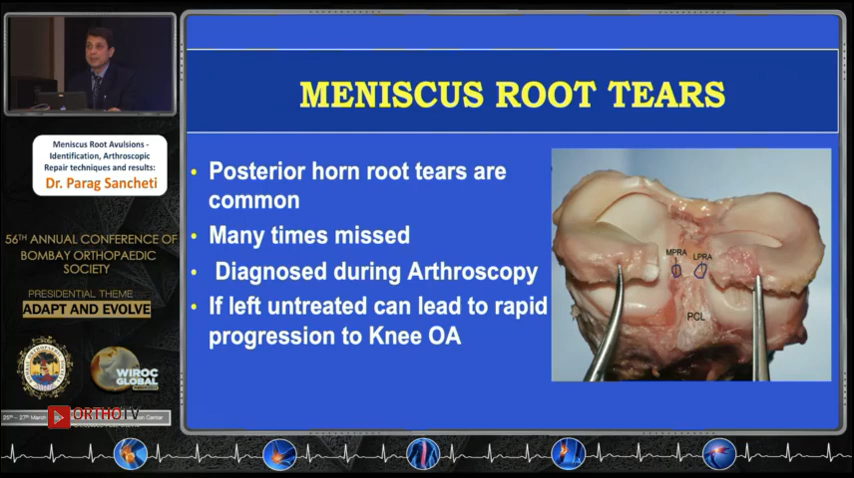 Meniscus Root Avulsions -
Identification, Arthroscopic
Repair techniques and results:
Dr. Parag Sancheti
56TH ANNUAL CONFERENCE OF
BOMBAY ORTHOPAEDIC
SOCIETY
PRESIDENTIAL THEME
ADAPT AND EVOLVE
WIROC
GLOBAL
27th March
ORTHO TV
Center
MENISCUS ROOT TEARS
• Posterior horn root tears are
common
• Many times missed
• Diagnosed during Arthroscopy
• If left untreated can lead to rapid
progression to Knee OA
MPRA LPRA
PCL